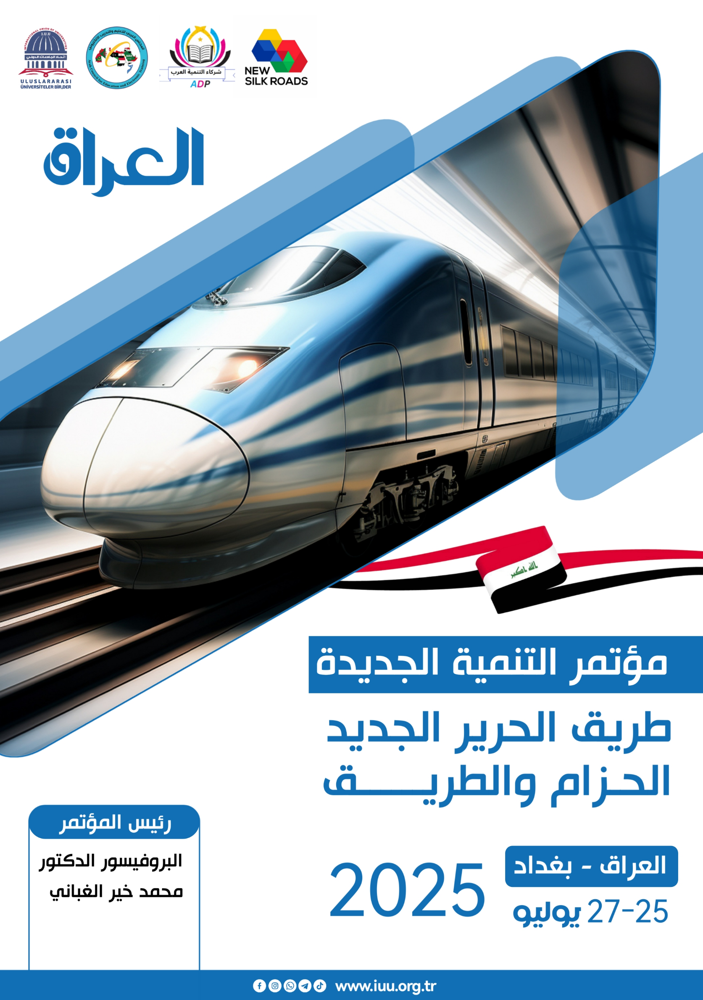 INTERNATIONAL UNION OF UNIVERSITIES
I.U.U
اتحاد الجامعات الدولي
ULUSLARARASI
ÜNİVERSİTELER BİR,DER
المجلس العربي للتعليم والتدريب الالكتروني
Arab Council for Education and Electronic Training
شركاء التنمية العرب
ADP
NEW
SILK ROADS
العراق
الله اكبر
مؤتمر التنمية الجديدة
طريق الحرير الجديد
الحزام والطريـــــق
رئيس المؤتمر
البروفيسور الدكتور
محمد خير الغباني
العراق - بغداد
27-25 يوليو
2025
www.iuu.org.tr